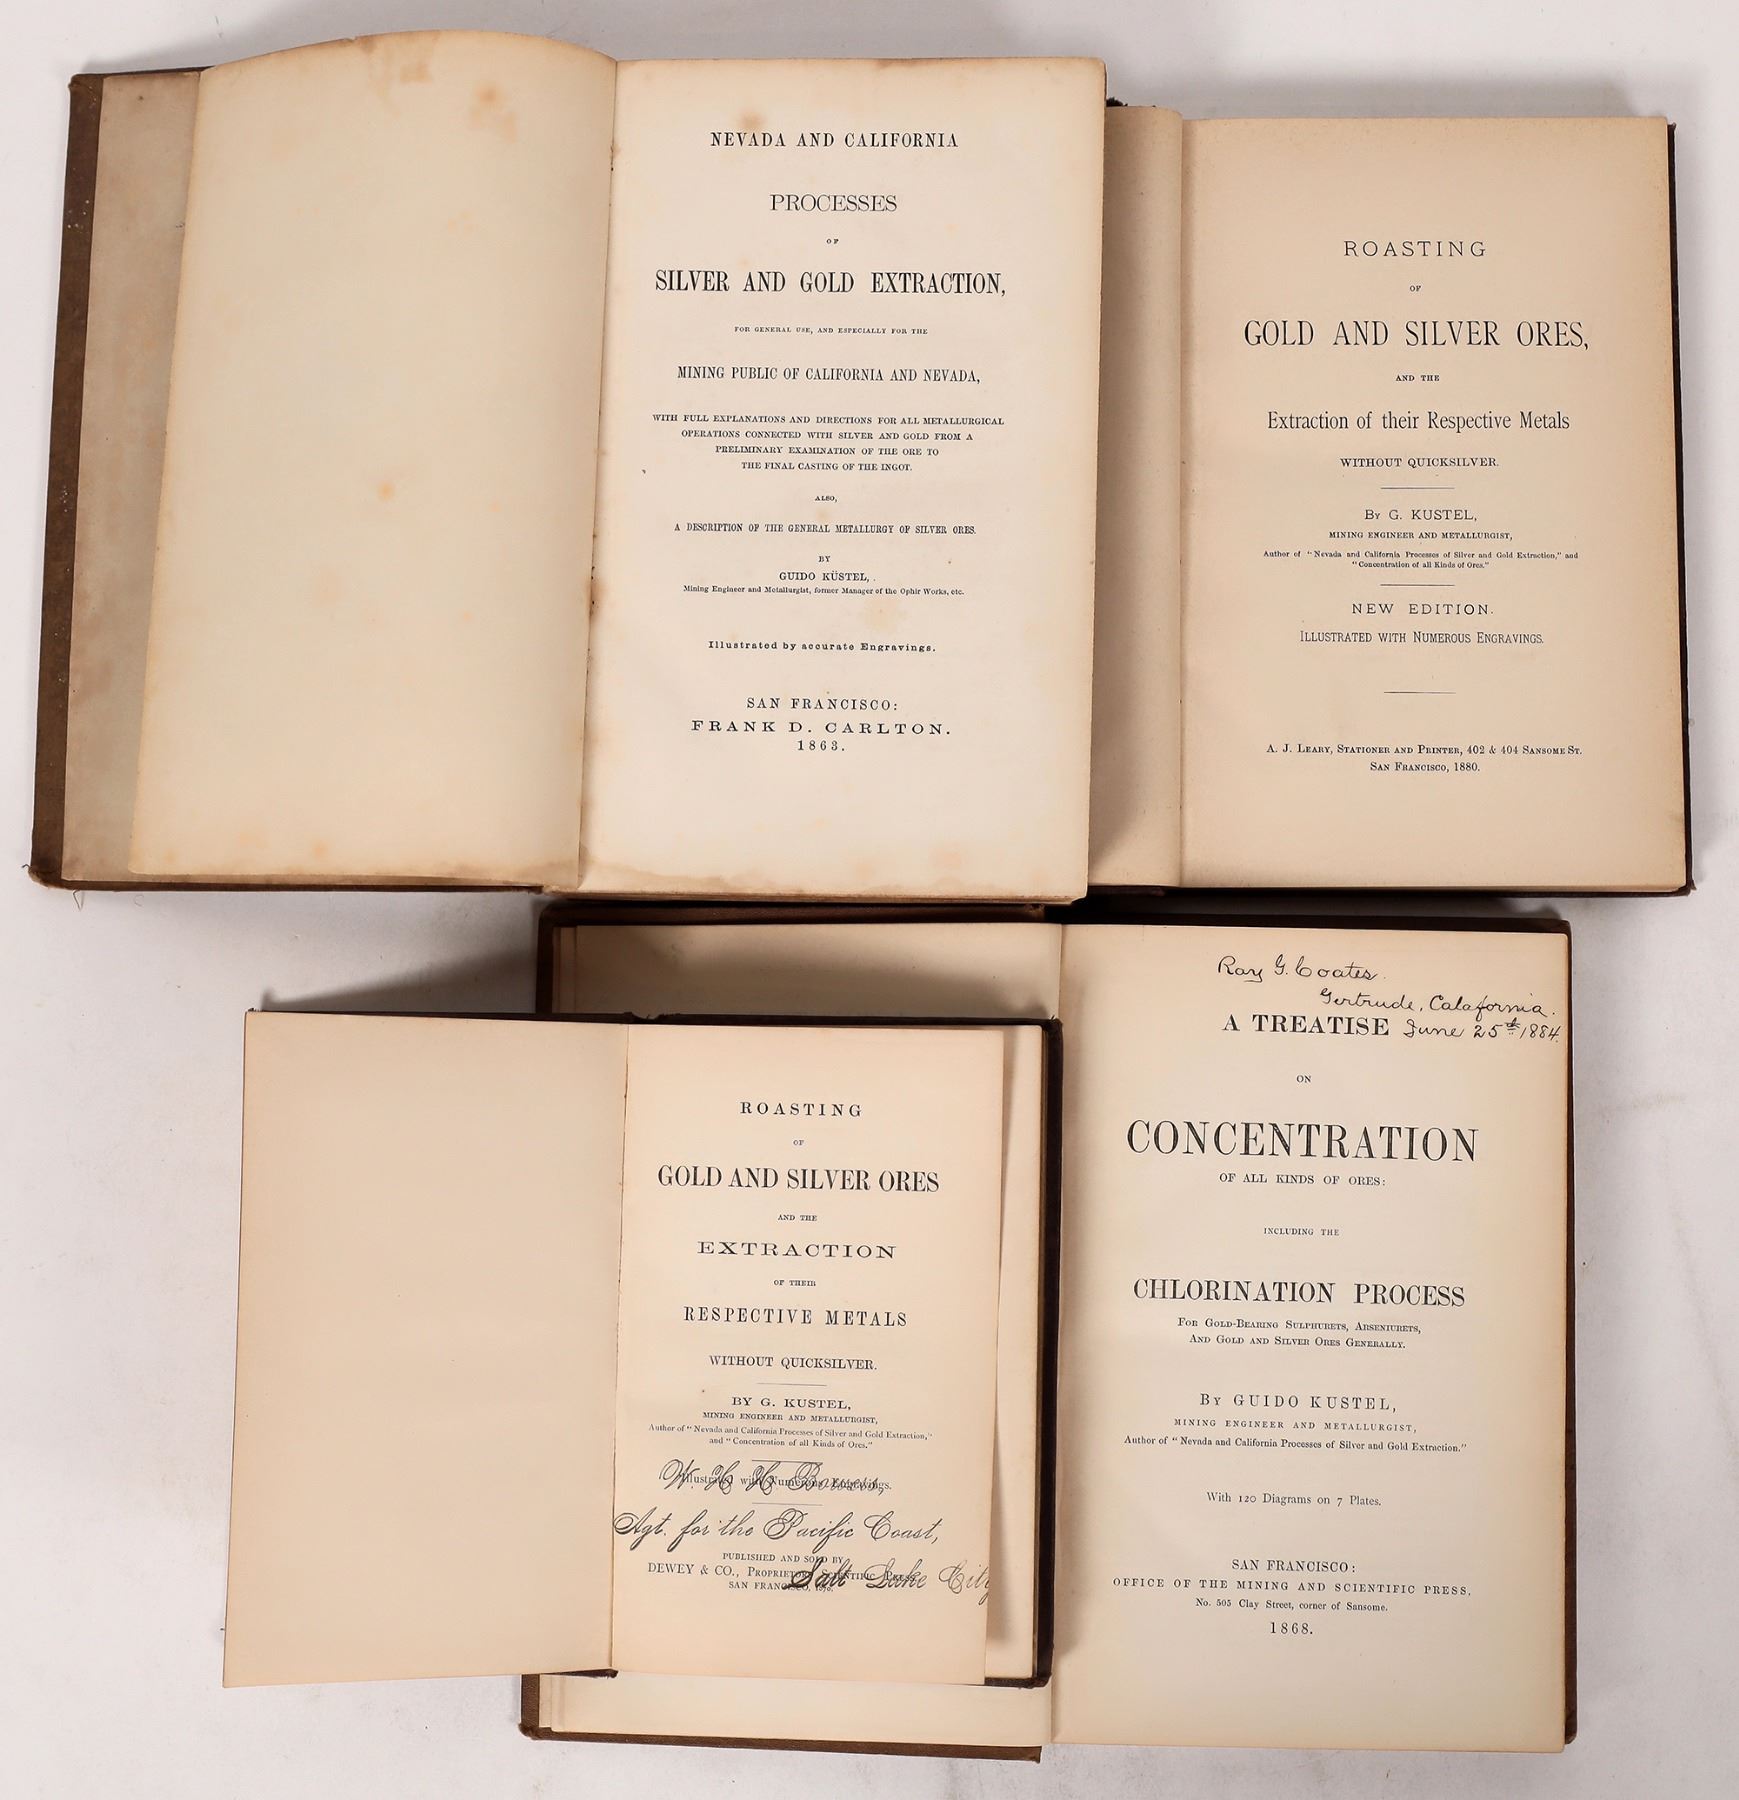 NEVADA AND CALIFORNIA
PROCESSES
OF
SILVER AND GOLD EXTRACTION,
FOR GENERAL USE, AND ESPECIALLY FOR THE
MINING PUBLIC OF CALIFORNIA AND NEVADA,
WITH FULL EXPLANATIONS AND DIRECTIONS FOR ALL METALLURGICAL
OPERATIONS CONNECTED WITH SILVER AND GOLD FROM A
PRELIMINARY EXAMINATION OF THE ORE TO
THE FINAL CASTING OF THE INGOT.
ALSO,
A DESCRIPTION OF THE GENERAL METALLURGY OF SILVER ORES.
BY
GUIDO KÜSTEL,
Mining Engineer and Metallurgist, former Manager of the Ophir Works, etc.
Illustrated by accurate Engravings.
SAN FRANCISCO:
FRANK D. CARLTON.
1863.
ROASTING
OF
GOLD AND SILVER ORES,
AND THE
Extraction of their Respective Metals
WITHOUT QUICKSILVER.
BY G. KUSTEL,
MINING ENGINEER AND METALLURGIST,
Author of "Nevada and California Processes of Silver and Gold Extraction," and
"Concentration of all Kinds of Ores."
NEW EDITION.
ILLUSTRATED WITH NUMEROUS ENGRAVINGS.
A. J. LEARY, STATIONER AND PRINTER, 402 & 404 SANSOME ST.
SAN FRANCISCO, 1880.
ROASTING
OF
GOLD AND SILVER ORES
AND THE
EXTRACTION
OF THEIR
RESPECTIVE METALS
WITHOUT QUICKSILVER.
BY G. KUSTEL,
MINING ENGINEER AND METALLURGIST,
Author of "Nevada and California Processes of Silver and Gold Extraction,"
and "Concentration of all Kinds of Ores."
W. H. H.
Illustrated with Numerous Engravings.
Agt. for the Pacific Coast,
PUBLISHED AND SOLD BY
DEWEY & CO., PROPRIETORS SCIENTIFIC PRESS,
Salt Lake City
SAN FRANCISCO,
Ray G. Coates.
Gertrude, Calafornia.
A TREATISE June 25th 1884.
ON
CONCENTRATION
OF ALL KINDS OF ORES:
INCLUDING THE
CHLORINATION PROCESS
FOR GOLD-BEARING SULPHURETS, ARSENIURETS,
AND GOLD AND SILVER ORES GENERALLY.
BY GUIDO KUSTEL,
MINING ENGINEER AND METALLURGIST,
Author of "Nevada and California Processes of Silver and Gold Extraction."
With 120 Diagrams on 7 Plates.
SAN FRANCISCO:
OFFICE OF THE MINING AND SCIENTIFIC PRESS.
No. 505 Clay Street, corner of Sansome.
1868.